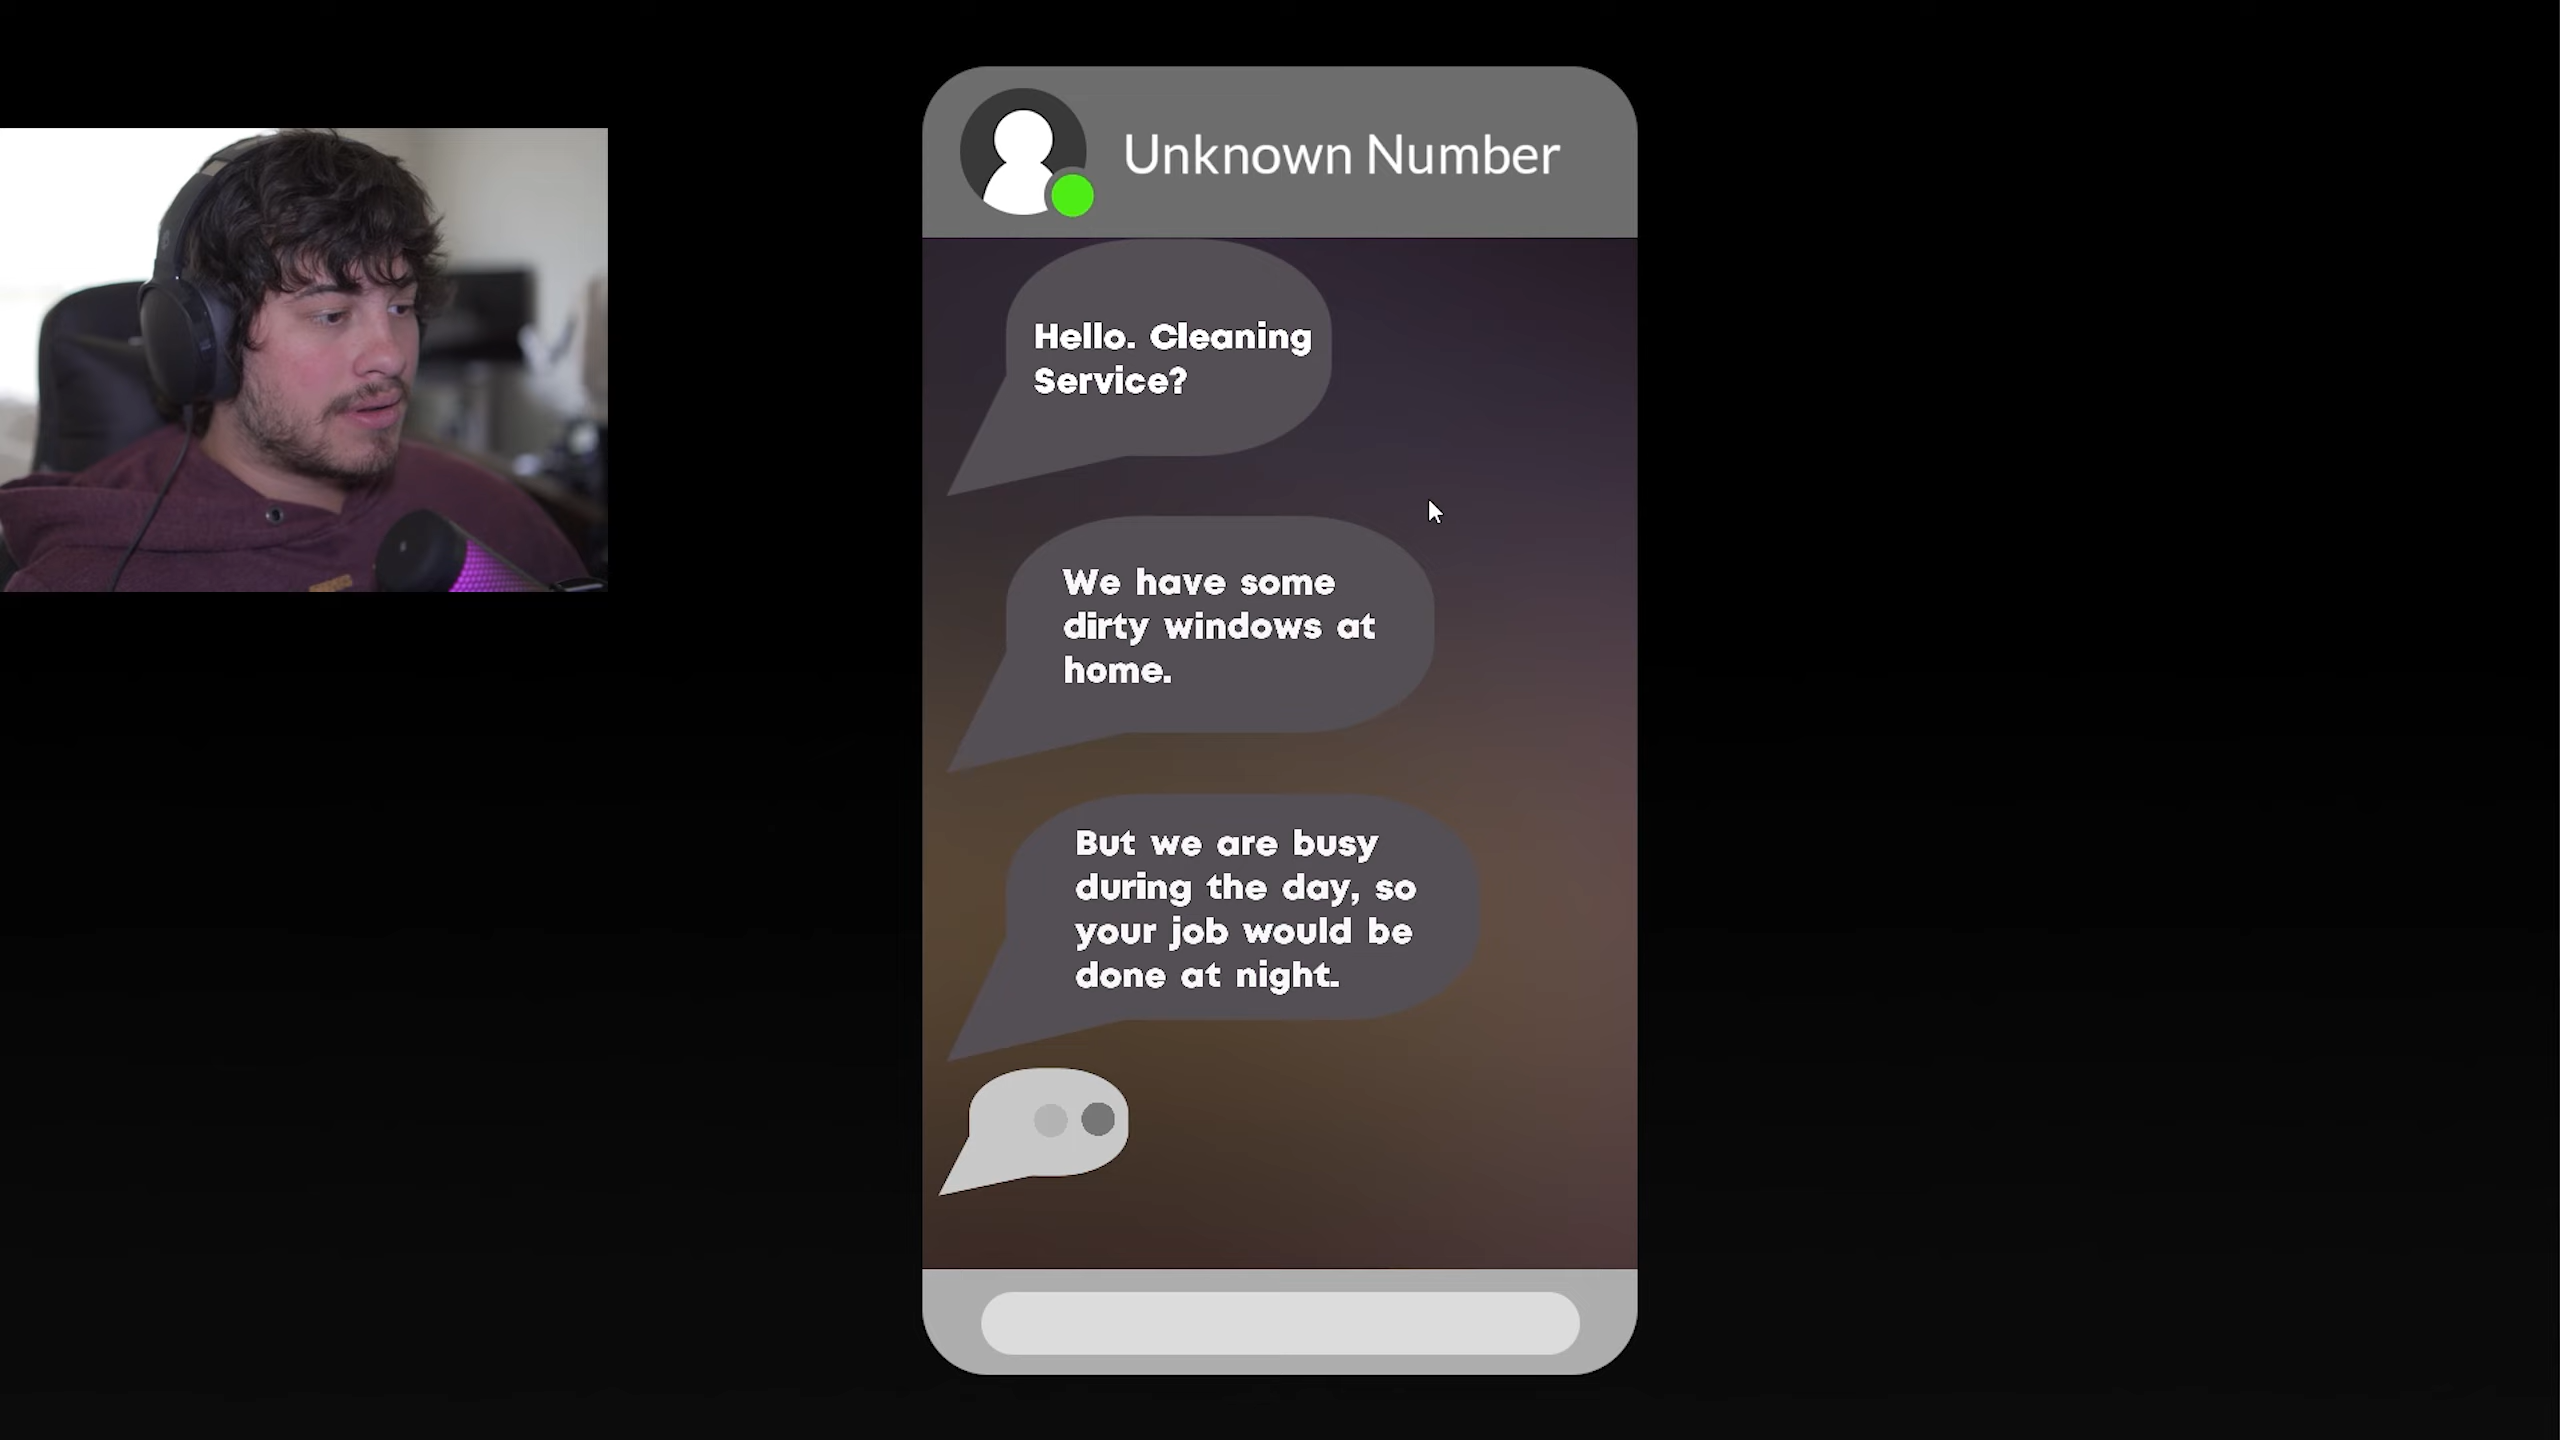 Unknown Number
Hello. Cleaning
Service?
We have some
dirty windows at
home.
But we are busy
during the day, so
your job would be
done at night.